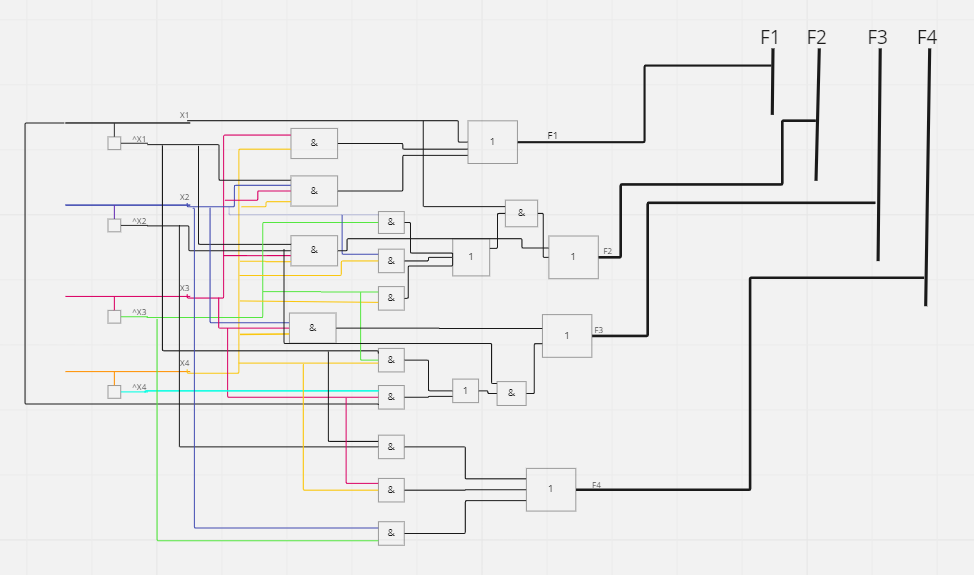 F1 F2 F3 F4
X1
^X1
& 1 F1
X2
& &
^X2 &
& & 1 1 F2
X3 &
^X3
& 1 F3
X4 &
^X4 & 1 &
&
& 1 F4
&